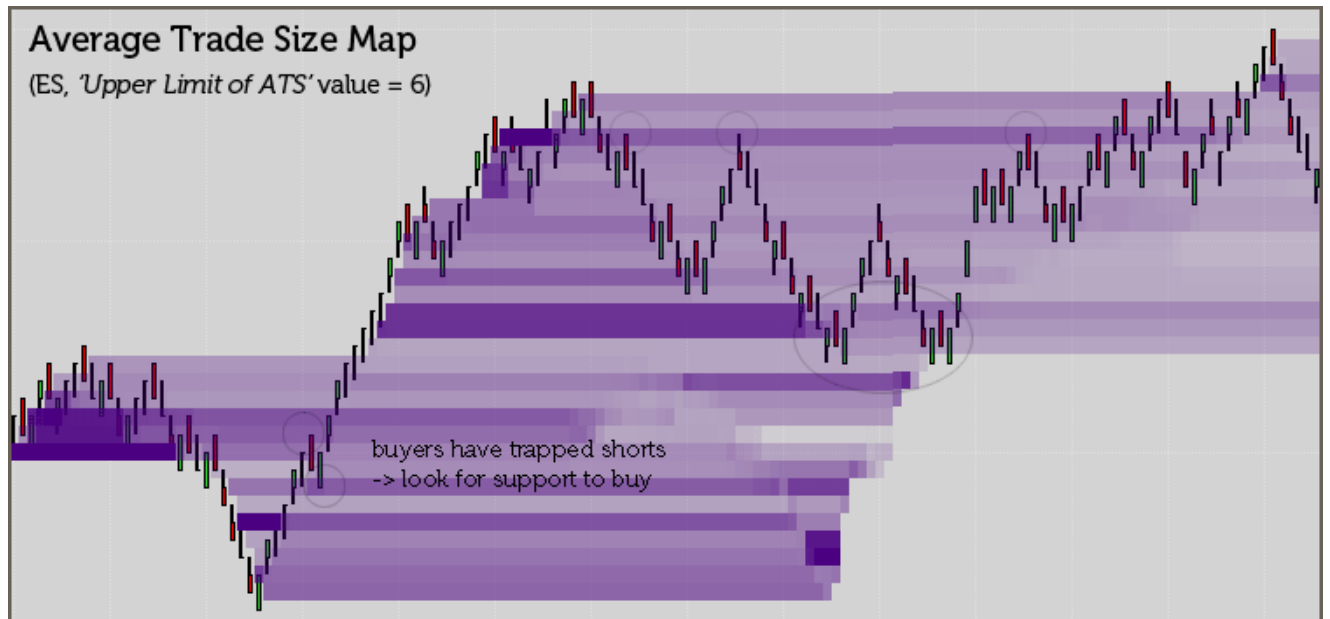 Average Trade Size Map
(ES, 'Upper Limit of ATS' value = 6)
buyers have trapped shorts
-> look for support to buy